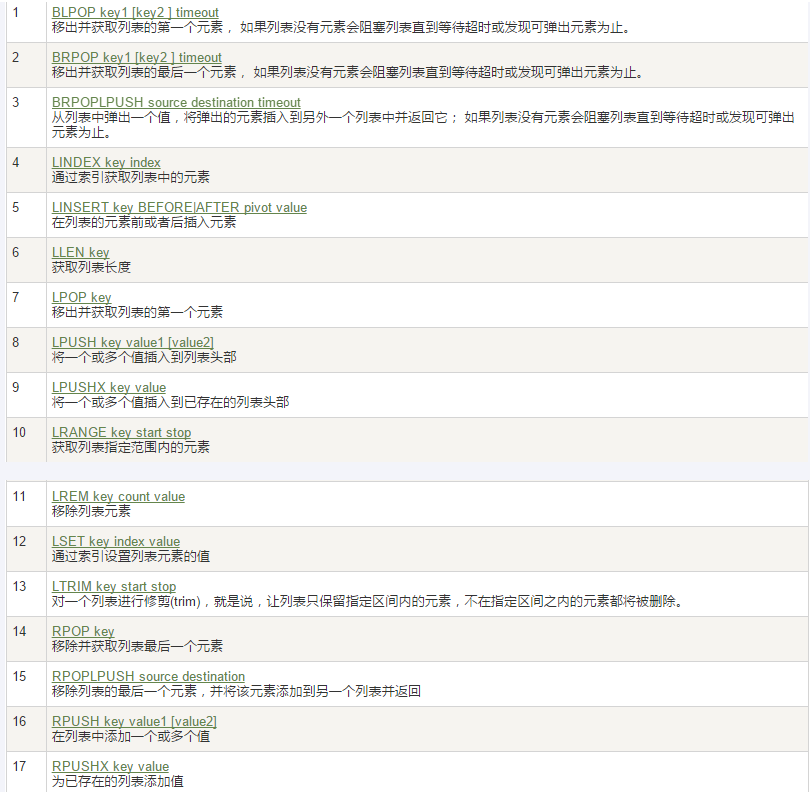 1 BLPOP key1 [key2 ] timeout
移出并获取列表的第一个元素， 如果列表没有元素会阻塞列表直到等待超时或发现可弹出元素为止。
2 BRPOP key1 [key2 ] timeout
移出并获取列表的最后一个元素， 如果列表没有元素会阻塞列表直到等待超时或发现可弹出元素为止。
3 BRPOPLPUSH source destination timeout
从列表中弹出一个值，将弹出的元素插入到另外一个列表中并返回它； 如果列表没有元素会阻塞列表直到等待超时或发现可弹出
元素为止。
4 LINDEX key index
通过索引获取列表中的元素
5 LINSERT key BEFORE|AFTER pivot value
在列表的元素前或者后插入元素
6 LLEN key
获取列表长度
7 LPOP key
移出并获取列表的第一个元素
8 LPUSH key value1 [value2]
将一个或多个值插入到列表头部
9 LPUSHX key value
将一个或多个值插入到已存在的列表头部
10 LRANGE key start stop
获取列表指定范围内的元素
11 LREM key count value
移除列表元素
12 LSET key index value
通过索引设置列表元素的值
13 LTRIM key start stop
对一个列表进行修剪(trim)，就是说，让列表只保留指定区间内的元素，不在指定区间之内的元素都将被删除。
14 RPOP key
移除并获取列表最后一个元素
15 RPOPLPUSH source destination
移除列表的最后一个元素，并将该元素添加到另一个列表并返回
16 RPUSH key value1 [value2]
在列表中添加一个或多个值
17 RPUSHX key value
为已存在的列表添加值